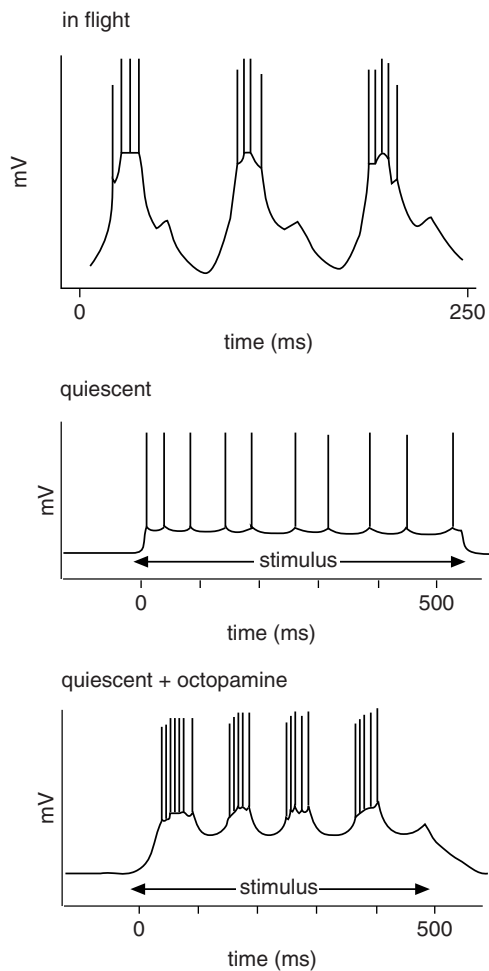 in flight
mV
0 250
time (ms)
quiescent
mV
stimulus
0 500
time (ms)
quiescent + octopamine
mV
stimulus
0 500
time (ms)